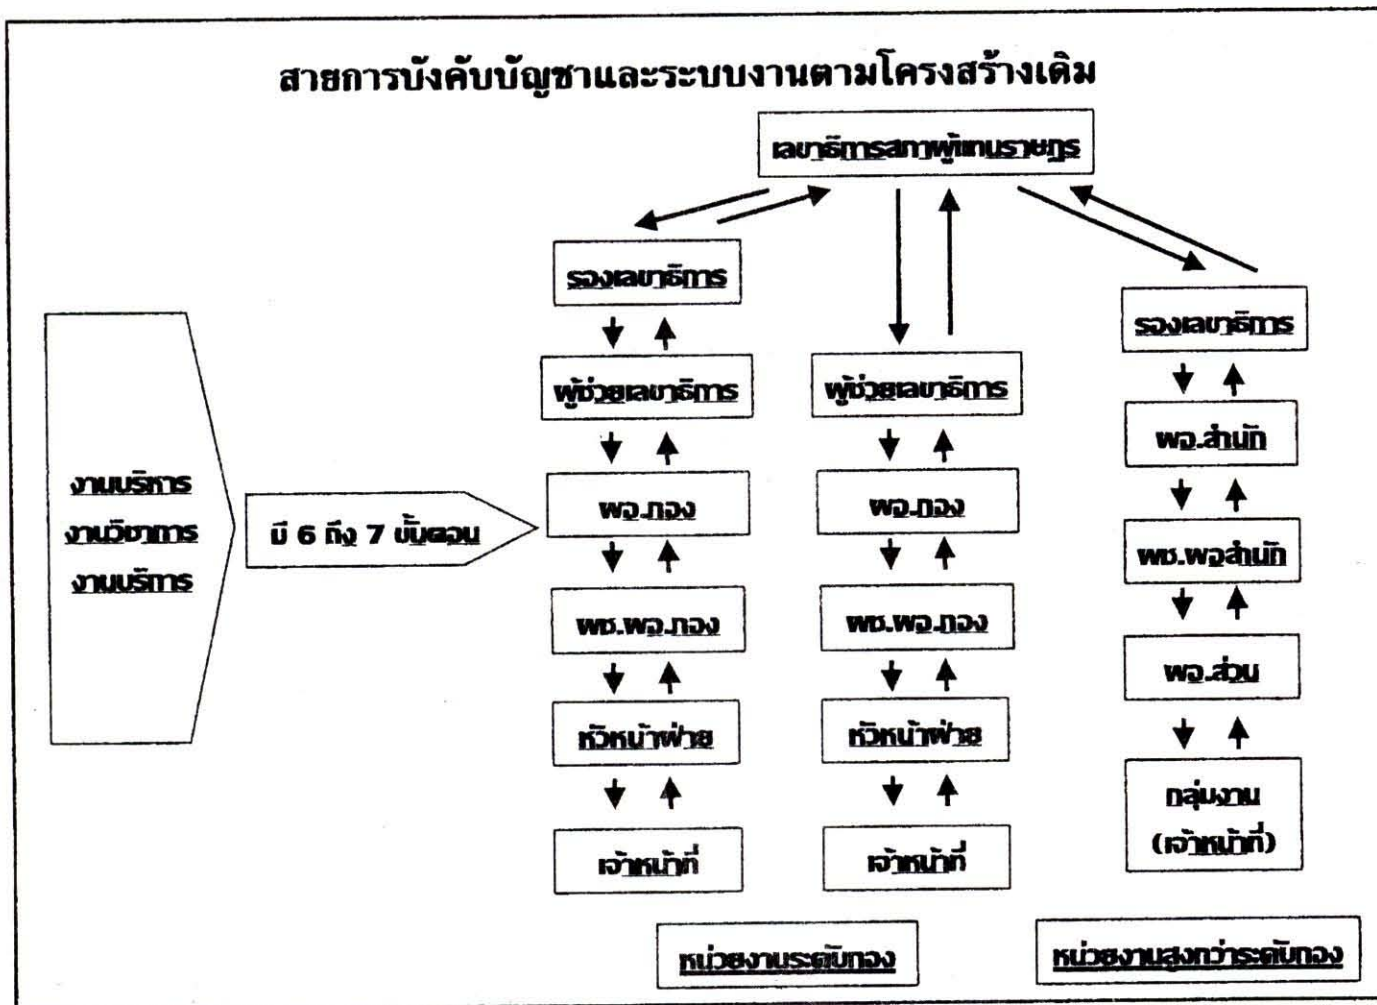 สายการบังคับบัญชาและระบบงานตามโครงสร้างเดิม
เลขาธิการสภาผู้แทนราษฎร
รองเลขาธิการ
ผู้ช่วยเลขาธิการ
ผอ.กอง
ผช.ผอ.กอง
หัวหน้าฝ่าย
เจ้าหน้าที่
ผู้ช่วยเลขาธิการ
ผอ.กอง
ผช.ผอ.กอง
หัวหน้าฝ่าย
เจ้าหน้าที่
รองเลขาธิการ
ผอ.สำนัก
ผช.ผอสำนัก
ผอ.ส่วน
กลุ่มงาน
(เจ้าหน้าที่)
งานบริหาร
งานวิชาการ
งานบริการ
มี 6 ถึง 7 ขั้นตอน
หน่วยงานระดับกอง
หน่วยงานสูงกว่าระดับกอง